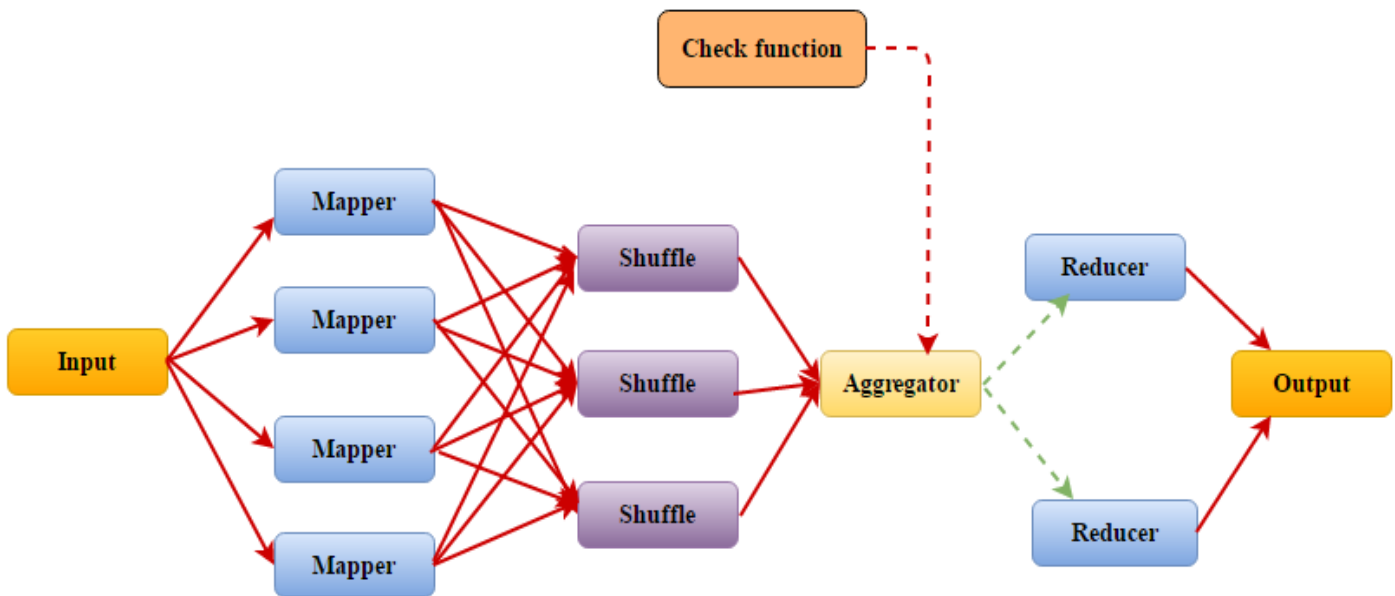 Check function
Mapper
Mapper
Mapper
Mapper
Input
Shuffle
Shuffle
Shuffle
Aggregator
Reducer
Reducer
Output